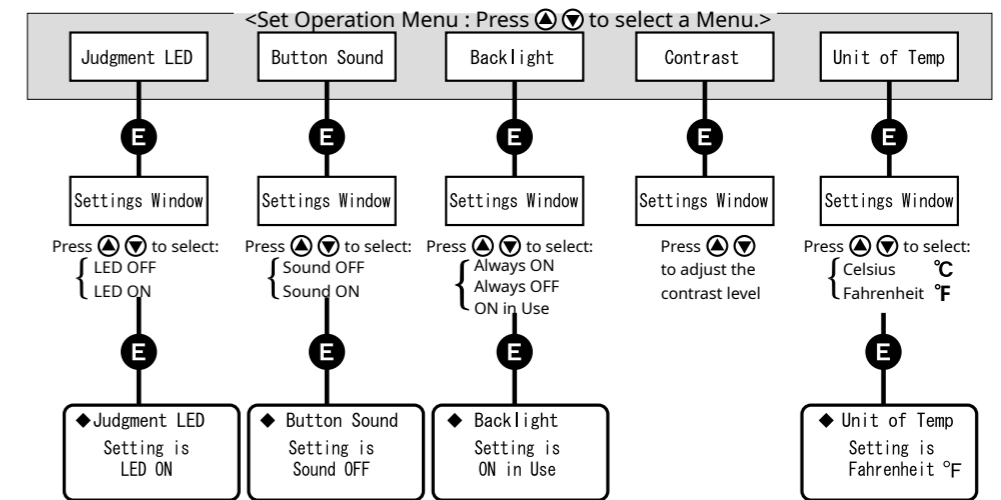 <Set Operation Menu : Press ▲ ▼ to select a Menu.>
Judgment LED
Button Sound
Backlight
Contrast
Unit of Temp
E
E
E
E
E
Settings Window
Settings Window
Settings Window
Settings Window
Settings Window
Press ▲ ▼ to select:
LED OFF
LED ON
Press ▲ ▼ to select:
Sound OFF
Sound ON
Press ▲ ▼ to select:
Always ON
Always OFF
ON in Use
Press ▲ ▼
to adjust the
contrast level
Press ▲ ▼ to select:
Celsius ℃
Fahrenheit ℉
E
E
E
E
◆Judgment LED
Setting is
LED ON
◆ Button Sound
Setting is
Sound OFF
◆ Backlight
Setting is
ON in Use
◆ Unit of Temp
Setting is
Fahrenheit °F